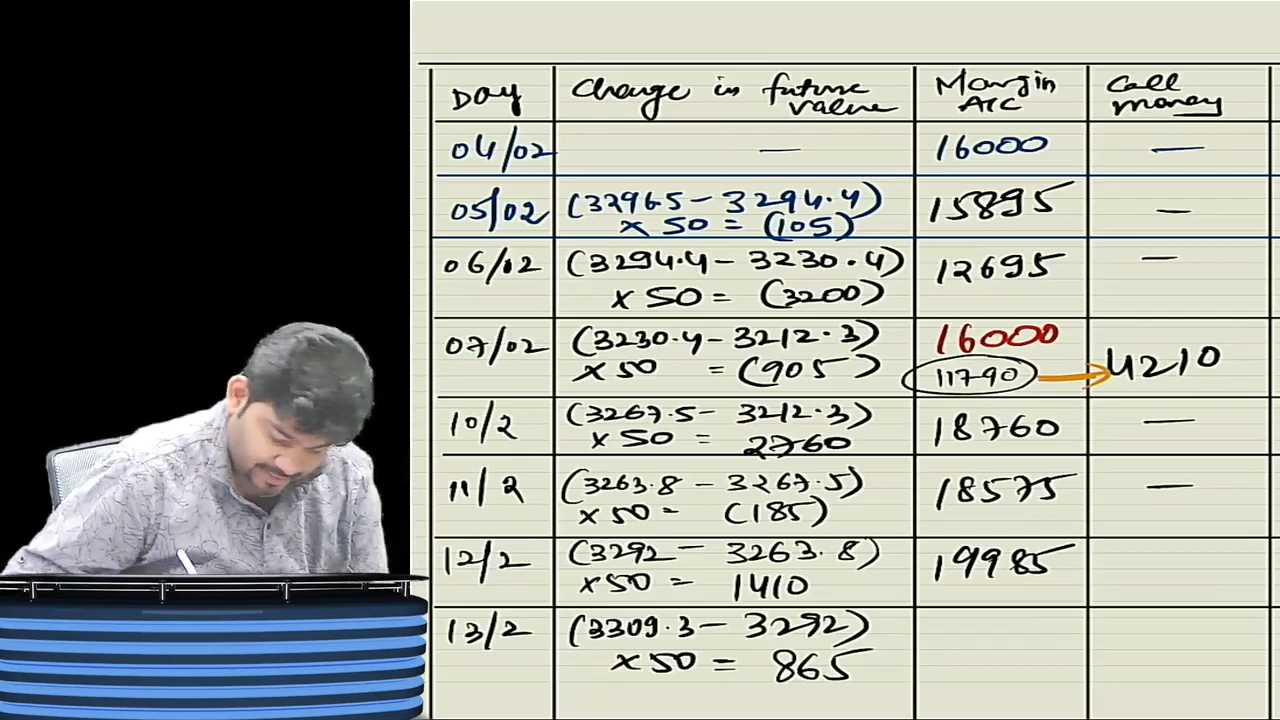 Day Change in future value Margin A/C Call money
04/02 — 16000 —
05/02 (3296.5 - 3294.4) 15895 —
x 50 = (105)
06/02 (3294.4 - 3230.4) 12695 —
x 50 = (3200)
07/02 (3230.4 - 3212.3) 16000
x 50 = (905) 11790 → 4210
10/2 (3267.5 - 3212.3) 18760 —
x 50 = 2760
11/2 (3263.8 - 3267.5) 18575 —
x 50 = (185)
12/2 (3292 - 3263.8) 19985
x 50 = 1410
13/2 (3309.3 - 3292)
x 50 = 865